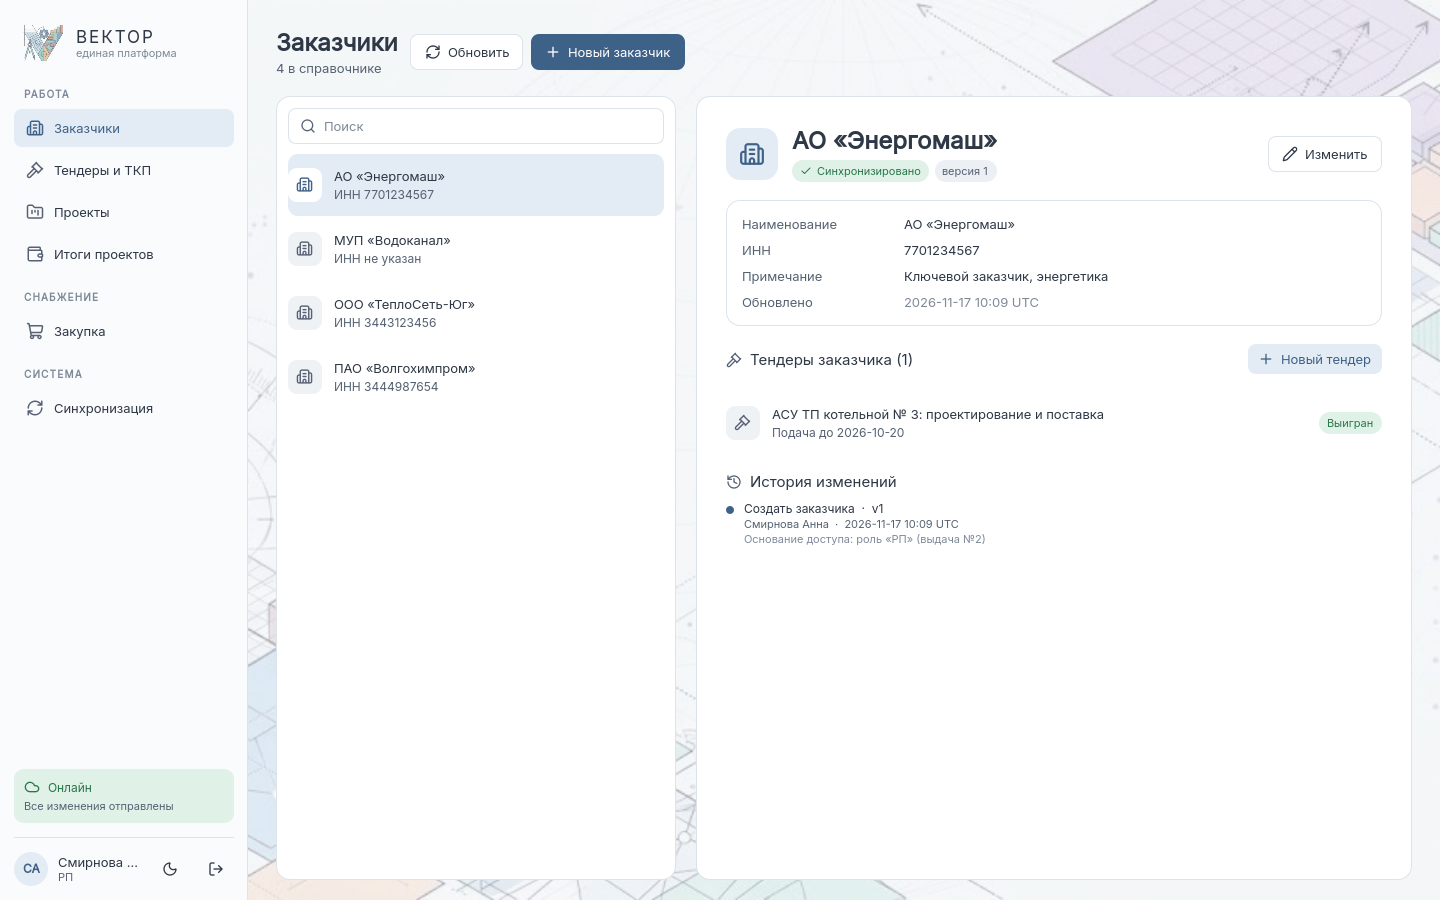 ВЕКТОР
единая платформа
РАБОТА
Заказчики
Тендеры и ТКП
Проекты
Итоги проектов
СНАБЖЕНИЕ
Закупка
СИСТЕМА
Синхронизация
Онлайн
Все изменения отправлены
СА
Смирнова ...
РП
Заказчики
4 в справочнике
Обновить
Новый заказчик
Поиск
АО «Энергомаш»
ИНН 7701234567
МУП «Водоканал»
ИНН не указан
ООО «ТеплоСеть-Юг»
ИНН 3443123456
ПАО «Волгохимпром»
ИНН 3444987654
АО «Энергомаш»
Синхронизировано версия 1
Изменить
Наименование АО «Энергомаш»
ИНН 7701234567
Примечание Ключевой заказчик, энергетика
Обновлено 2026-11-17 10:09 UTC
Тендеры заказчика (1)
Новый тендер
АСУ ТП котельной № 3: проектирование и поставка
Подача до 2026-10-20
Выигран
История изменений
Создать заказчика · v1
Смирнова Анна · 2026-11-17 10:09 UTC
Основание доступа: роль «РП» (выдача №2)